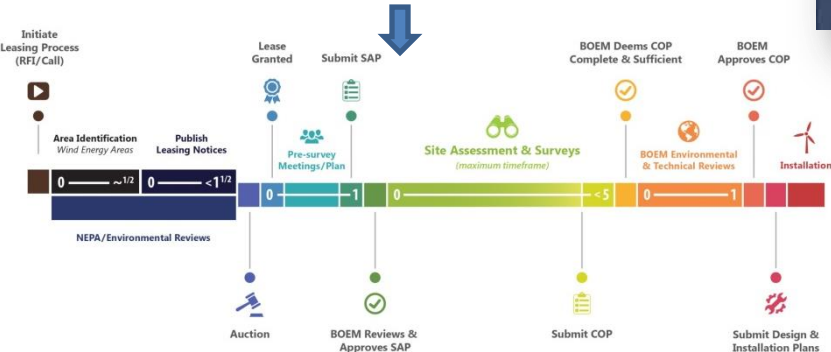 Initiate
Leasing Process
(RFI/Call)
Lease
Granted
Submit SAP
BOEM Deems COP
Complete & Sufficient
BOEM
Approves COP
Area Identification
Wind Energy Areas
Publish
Leasing Notices
Pre-survey
Meetings/Plan
Site Assessment & Surveys
(maximum timeframe)
BOEM Environmental
& Technical Reviews
Installation
0 ~1/2
0 <1 1/2
0 1
0 <5
0 1
NEPA/Environmental Reviews
Auction
BOEM Reviews &
Approves SAP
Submit COP
Submit Design &
Installation Plans